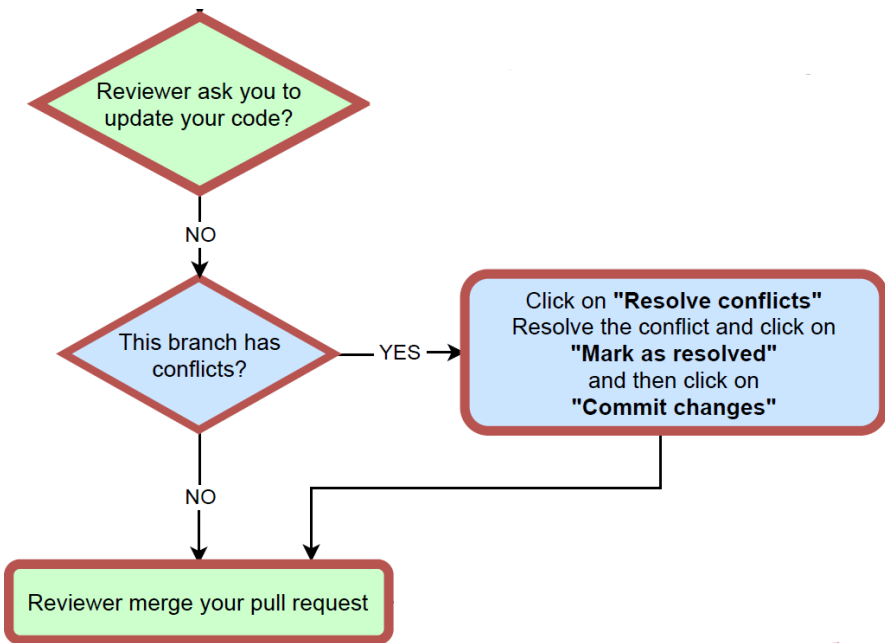 Reviewer ask you to
update your code?
NO
This branch has
conflicts?
YES
Click on "Resolve conflicts"
Resolve the conflict and click on
"Mark as resolved"
and then click on
"Commit changes"
NO
Reviewer merge your pull request